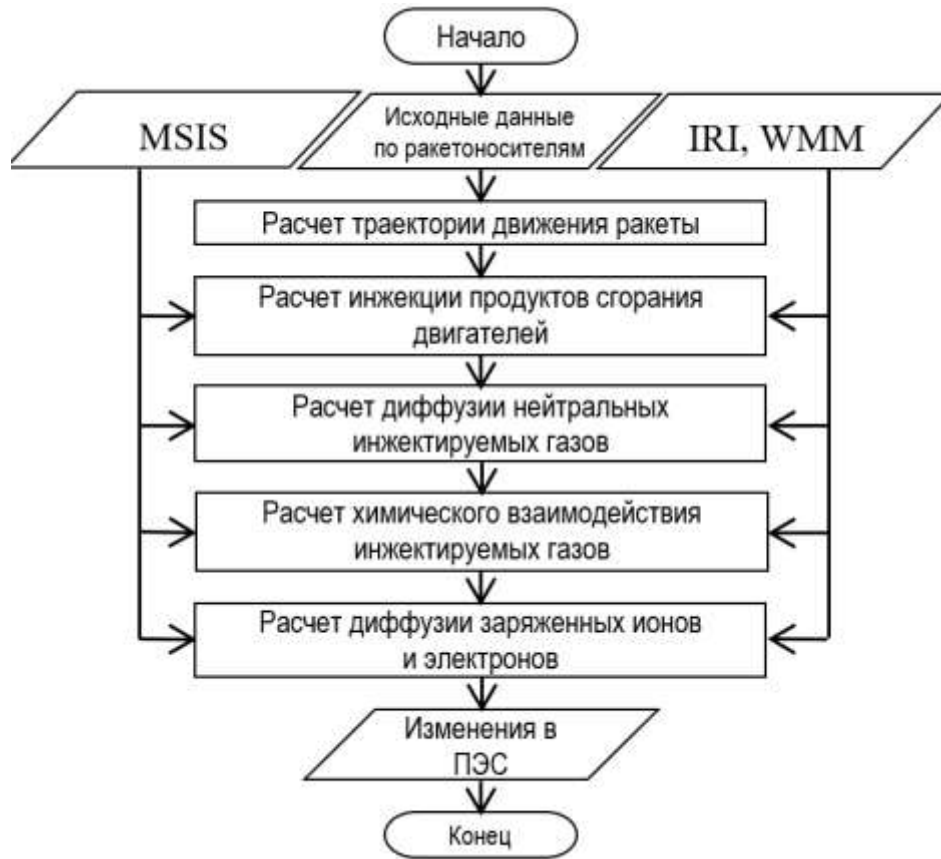 Начало
MSIS
Исходные данные
по ракетоносителям
IRI, WMM
Расчет траектории движения ракеты
Расчет инжекции продуктов сгорания
двигателей
Расчет диффузии нейтральных
инжектируемых газов
Расчет химического взаимодействия
инжектируемых газов
Расчет диффузии заряженных ионов
и электронов
Изменения в
ПЭС
Конец